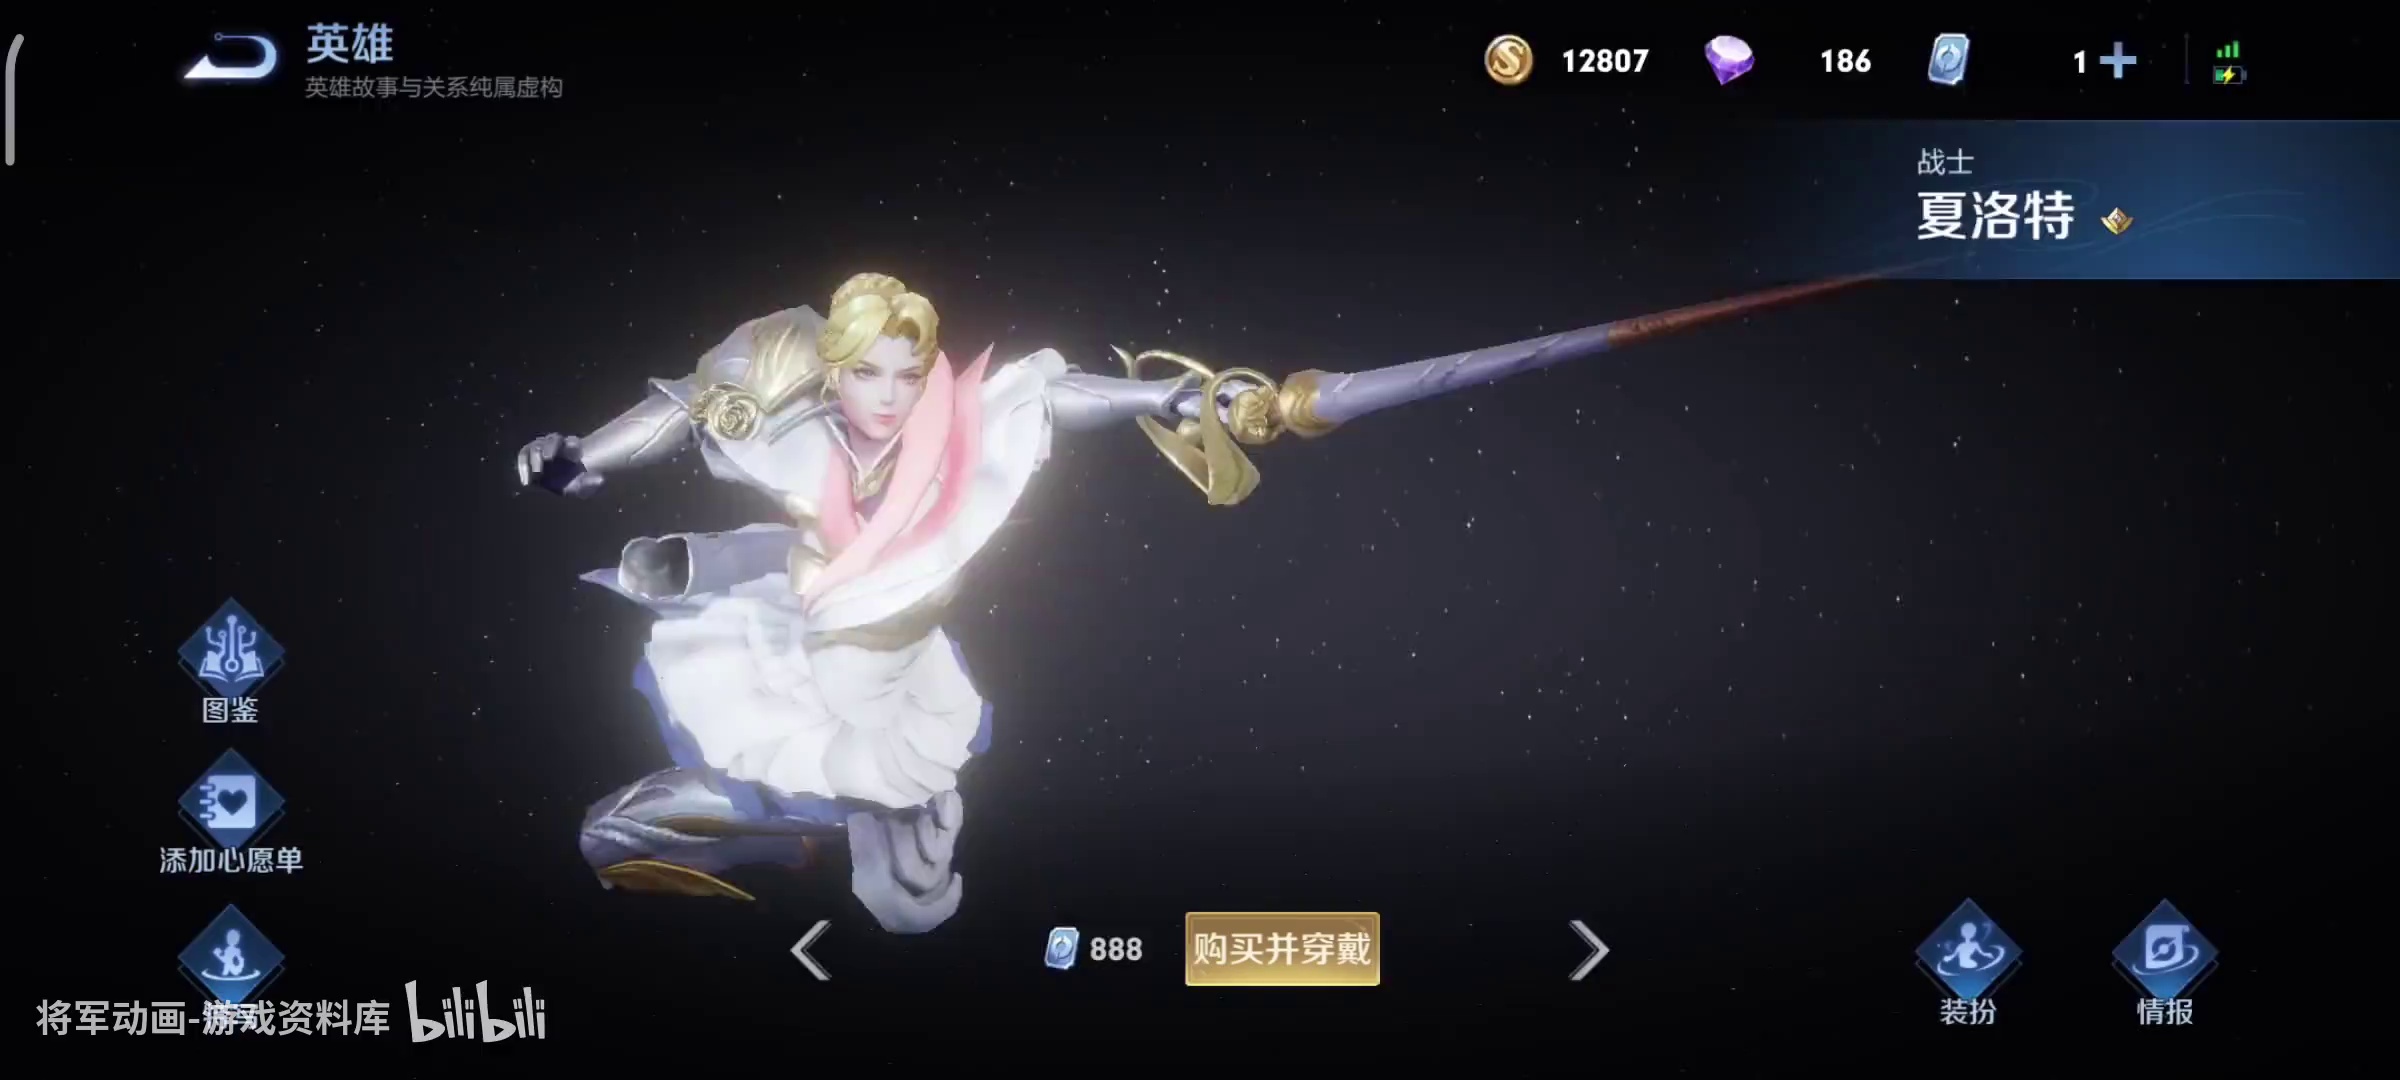 英雄
英雄故事与关系纯属虚构
12807
186
1
战士
夏洛特
图鉴
添加心愿单
888
购买并穿戴
装扮
情报
将军动画-游戏资料库 bilibili